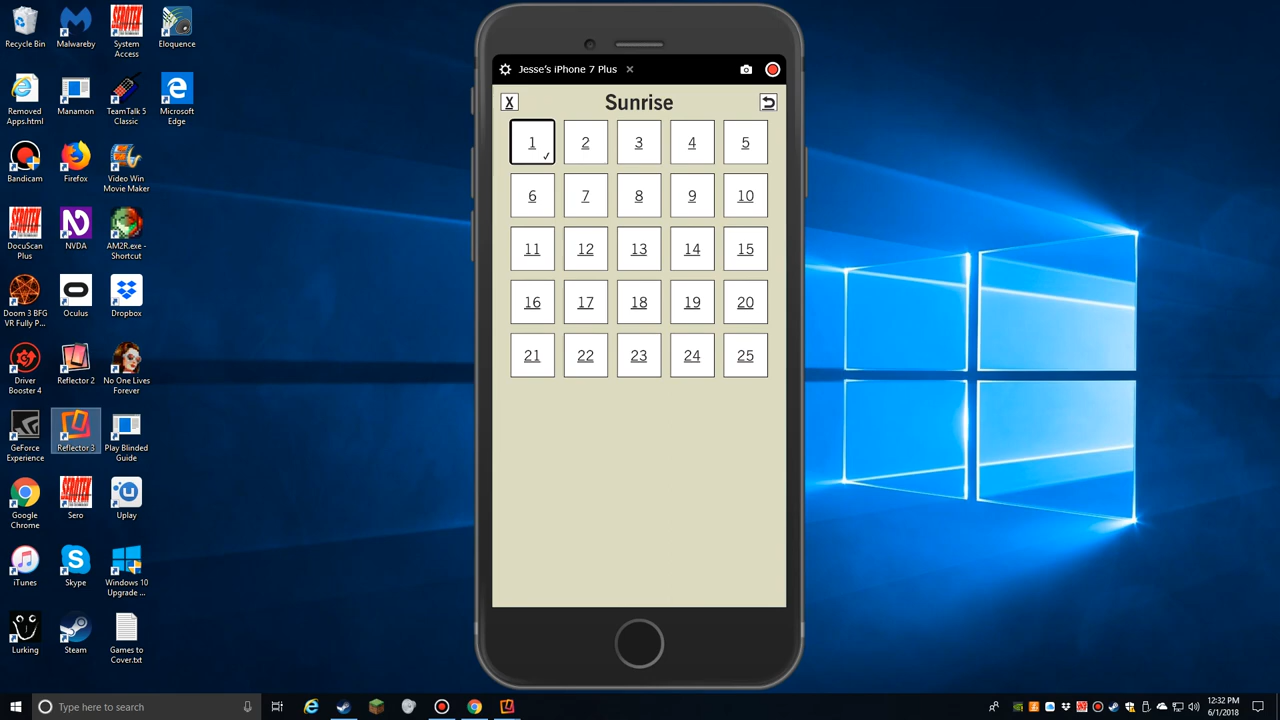 Recycle Bin
Malwareby
System
Access
Eloquence
Removed
Apps.html
Manamon
TeamTalk 5
Classic
Microsoft
Edge
Bandicam
Firefox
Video Win
Movie Maker
SEROTEK
DocuScan
Plus
NVDA
AM2R.exe -
Shortcut
Doom 3 BFG
VR Fully P...
Oculus
Dropbox
Driver
Booster 4
Reflector 2
No One Lives
Forever
GeForce
Experience
Reflector 3
Play Blinded
Guide
Google
Chrome
SEROTEK
Sero
Uplay
iTunes
Skype
Windows 10
Upgrade ...
Lurking
Steam
Games to
Cover.txt
Jesse's iPhone 7 Plus
X Sunrise
1 2 3 4 5
6 7 8 9 10
11 12 13 14 15
16 17 18 19 20
21 22 23 24 25
Type here to search
12:32 PM
6/1/2018